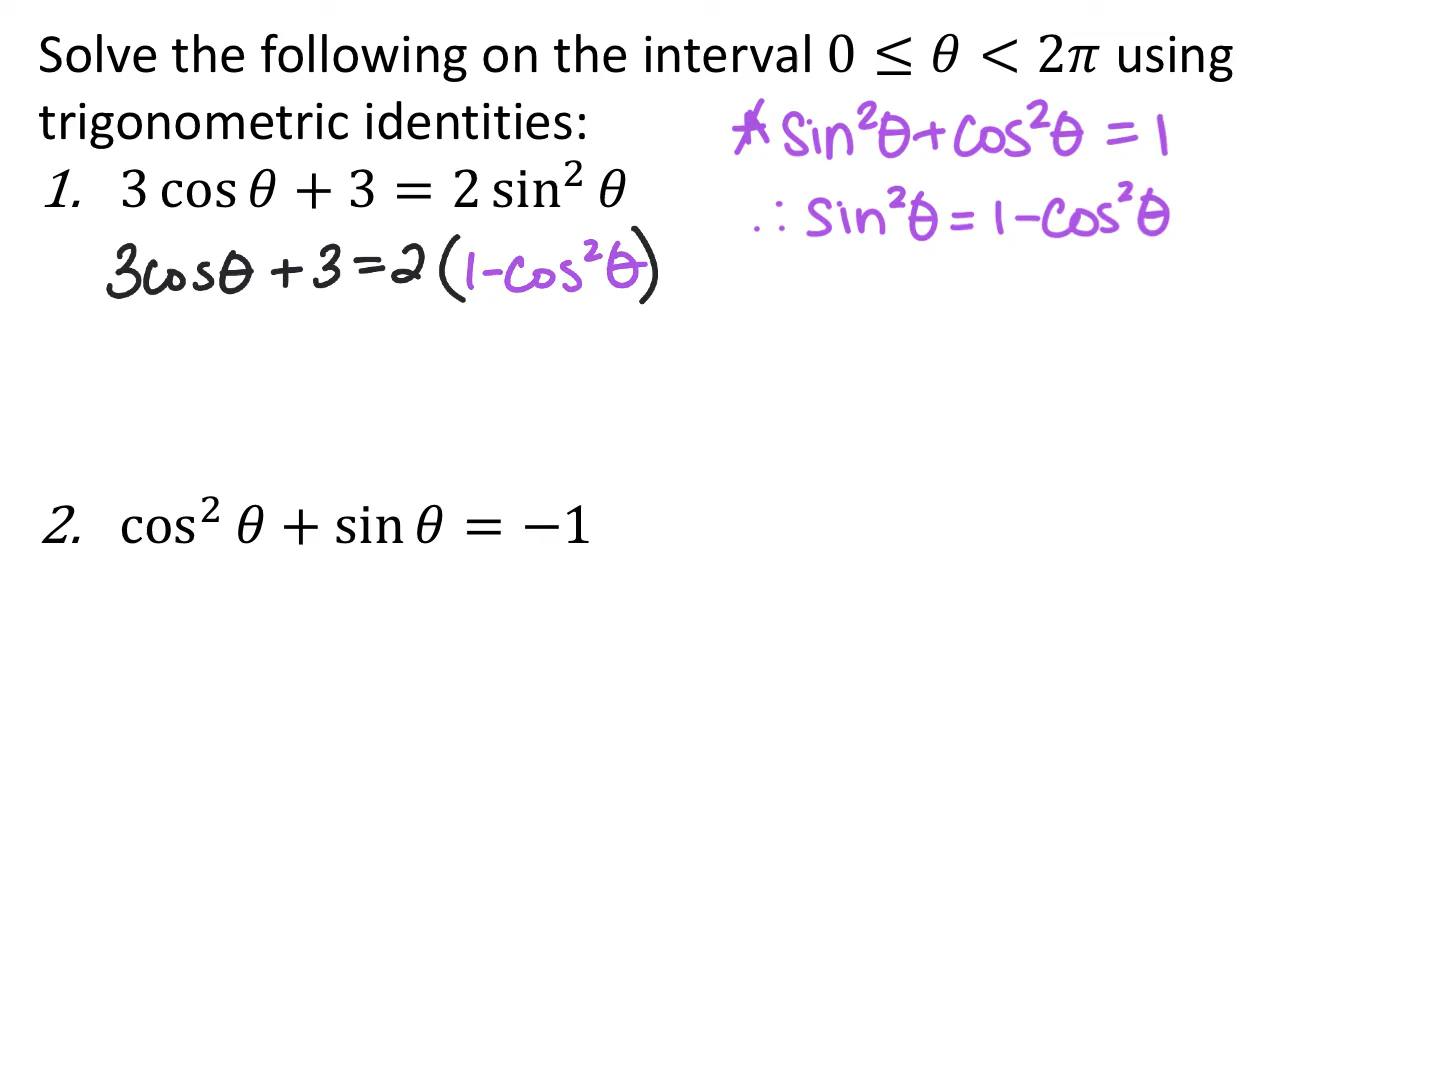 Solve the following on the interval 0 ≤ θ < 2π using
trigonometric identities:
* sin²θ + cos²θ = 1
1. 3 cos θ + 3 = 2 sin² θ
∴ sin²θ = 1 - cos²θ
3cosθ + 3 = 2(1 - cos²θ)
2. cos² θ + sin θ = −1